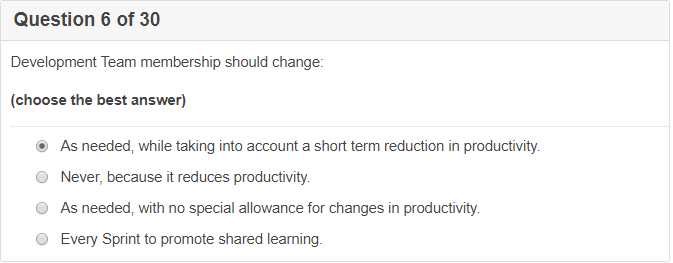 Question 6 of 30
Development Team membership should change:
(choose the best answer)
As needed, while taking into account a short term reduction in productivity.
Never, because it reduces productivity.
As needed, with no special allowance for changes in productivity.
Every Sprint to promote shared learning.